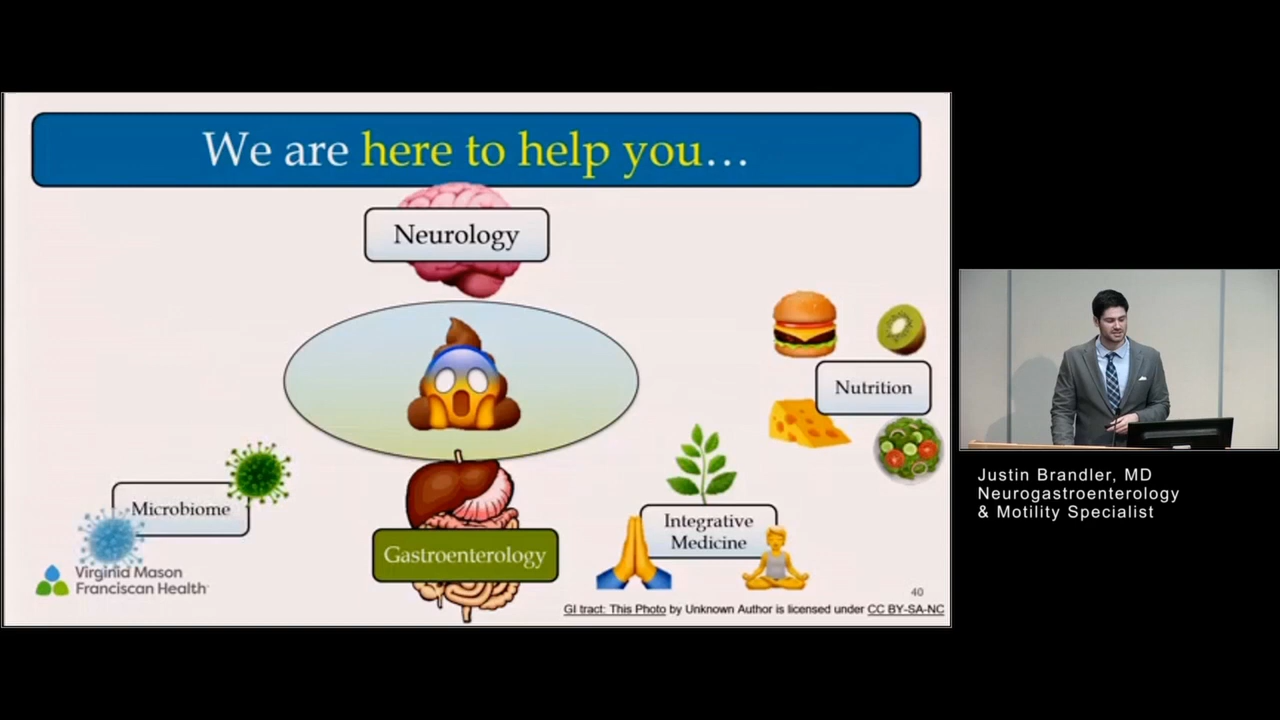 We are here to help you...
Neurology
Nutrition
Microbiome
Integrative
Medicine
Gastroenterology
Virginia Mason
Franciscan Health
40
GI tract: This Photo by Unknown Author is licensed under CC BY-SA-NC
Justin Brandler, MD
Neurogastroenterology
& Motility Specialist